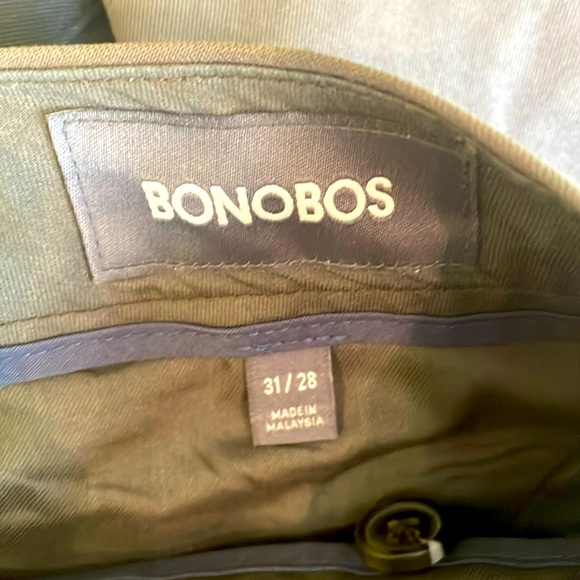 BONOBOS
31 / 28
MADE IN
MALAYSIA